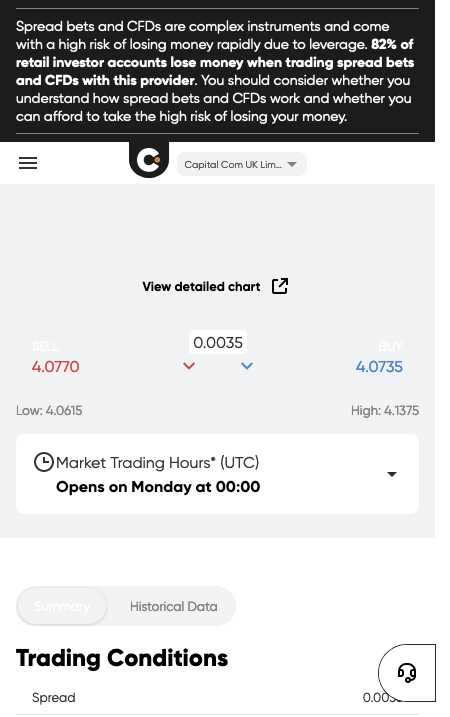 Spread bets and CFDs are complex instruments and come
with a high risk of losing money rapidly due to leverage. 82% of
retail investor accounts lose money when trading spread bets
and CFDs with this provider. You should consider whether you
understand how spread bets and CFDs work and whether you
can afford to take the high risk of losing your money.
Capital Com UK Lim...
View detailed chart
0.0035
SELL
BUY
4.0770
4.0735
Low: 4.0615
High: 4.1375
Market Trading Hours* (UTC)
Opens on Monday at 00:00
Summary
Historical Data
Trading Conditions
Spread